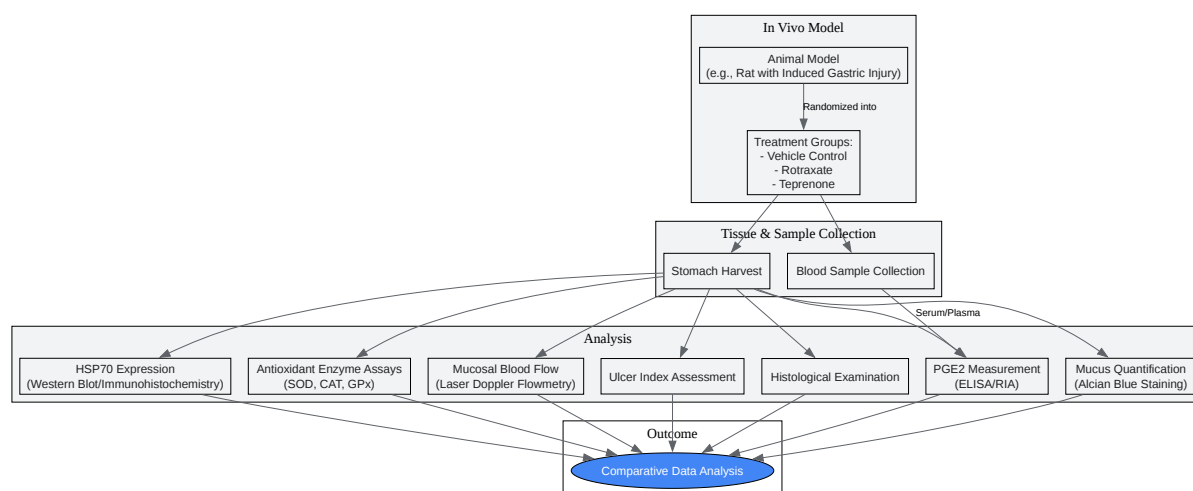 In Vivo Model
Animal Model
(e.g., Rat with Induced Gastric Injury)
Randomized into
Treatment Groups:
- Vehicle Control
- Rotraxate
- Teprenone
Tissue & Sample Collection
Stomach Harvest
Blood Sample Collection
Serum/Plasma
Analysis
HSP70 Expression
(Western Blot/Immunohistochemistry)
Antioxidant Enzyme Assays
(SOD, CAT, GPx)
Mucosal Blood Flow
(Laser Doppler Flowmetry)
Ulcer Index Assessment
Histological Examination
PGE2 Measurement
(ELISA/RIA)
Mucus Quantification
(Alcian Blue Staining)
Outcome
Comparative Data Analysis